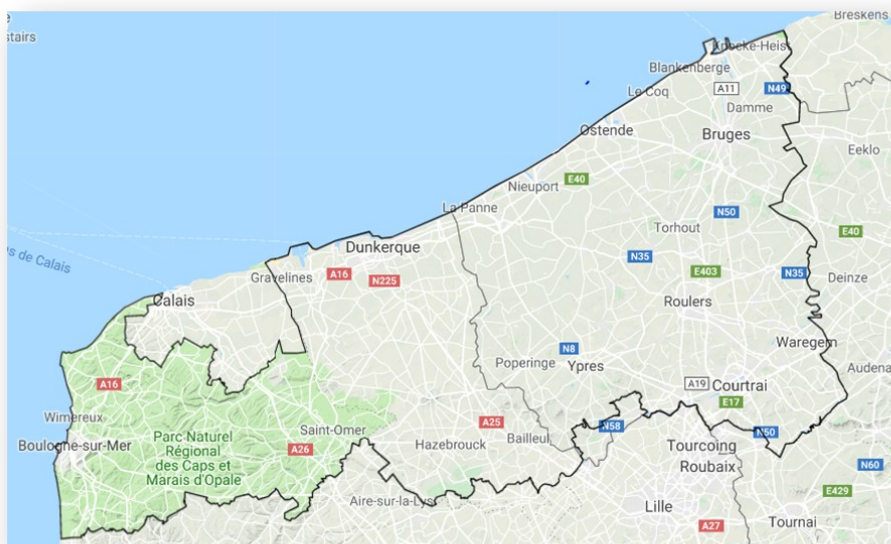 Breskens
stairs
Knocke-Heist
Blankenberge
Le Coq
A11
N49
Damme
Ostende
Bruges
Eeklo
Nieuport
E40
La Panne
N50
Torhout
E40
Dunkerque
as de Calais
Gravelines
A16
N225
N35
E403
N35
Deinze
Calais
Roulers
Waregem
N8
Poperinge
Ypres
Audena
A16
A19
Courtrai
E17
Wimereux
Saint-Omer
A25
N58
N50
Boulogne-sur-Mer
Parc Naturel
Régional
des Caps et
Marais d'Opale
A26
Hazebrouck
Bailleul
Tourcoing
Roubaix
N60
Aire-sur-la-Lys
Lille
E429
A27
Tournai